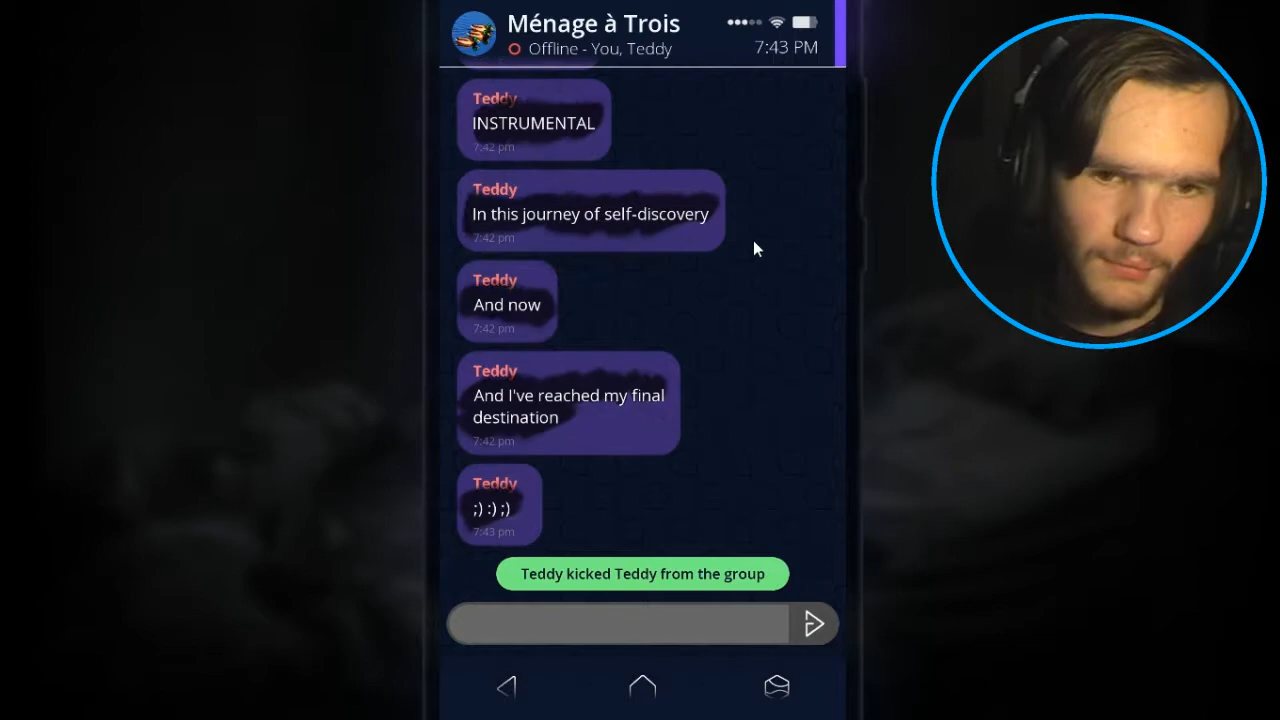 Ménage à Trois
Offline - You, Teddy
7:43 PM
Teddy
INSTRUMENTAL
7:42 pm
Teddy
In this journey of self-discovery
7:42 pm
Teddy
And now
7:42 pm
Teddy
And I've reached my final
destination
7:42 pm
Teddy
;) :) ;)
7:43 pm
Teddy kicked Teddy from the group